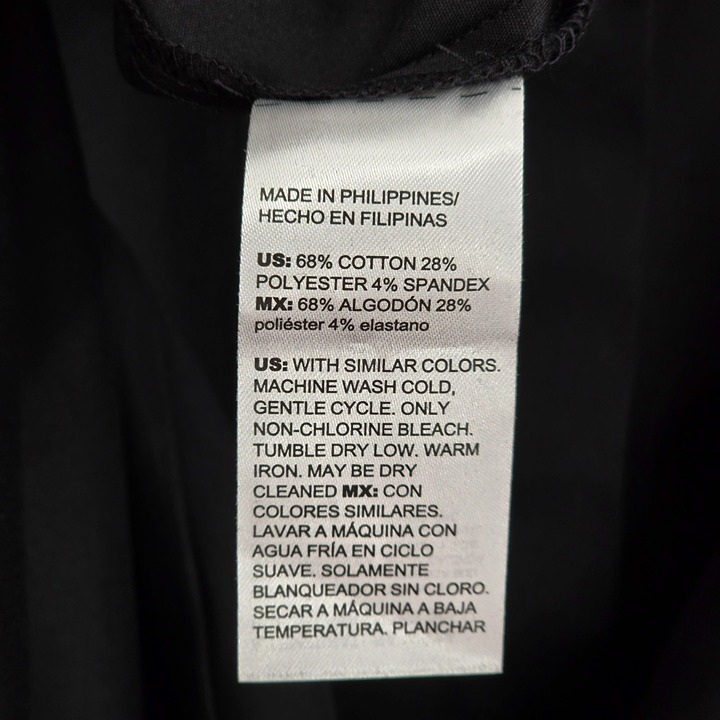 MADE IN PHILIPPINES/
HECHO EN FILIPINAS
US: 68% COTTON 28%
POLYESTER 4% SPANDEX
MX: 68% ALGODÓN 28%
poliéster 4% elastano
US: WITH SIMILAR COLORS.
MACHINE WASH COLD,
GENTLE CYCLE. ONLY
NON-CHLORINE BLEACH.
TUMBLE DRY LOW. WARM
IRON. MAY BE DRY
CLEANED MX: CON
COLORES SIMILARES.
LAVAR A MÁQUINA CON
AGUA FRÍA EN CICLO
SUAVE. SOLAMENTE
BLANQUEADOR SIN CLORO.
SECAR A MÁQUINA A BAJA
TEMPERATURA. PLANCHAR